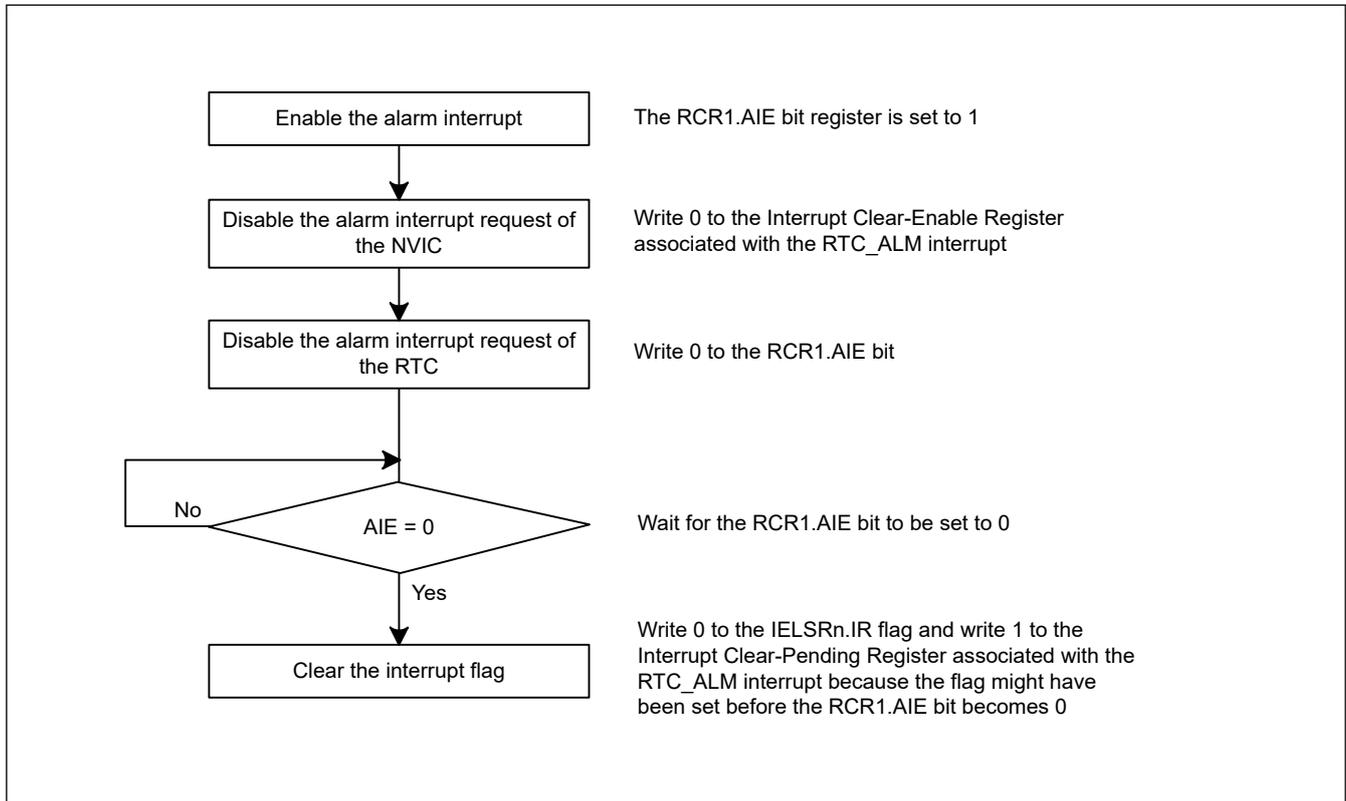 Enable the alarm interrupt
The RCR1.AIE bit register is set to 1
Disable the alarm interrupt request of
the NVIC
Write 0 to the Interrupt Clear-Enable Register
associated with the RTC_ALM interrupt
Disable the alarm interrupt request of
the RTC
Write 0 to the RCR1.AIE bit
No
AIE = 0
Wait for the RCR1.AIE bit to be set to 0
Yes
Clear the interrupt flag
Write 0 to the IELSRn.IR flag and write 1 to the
Interrupt Clear-Pending Register associated with the
RTC_ALM interrupt because the flag might have
been set before the RCR1.AIE bit becomes 0